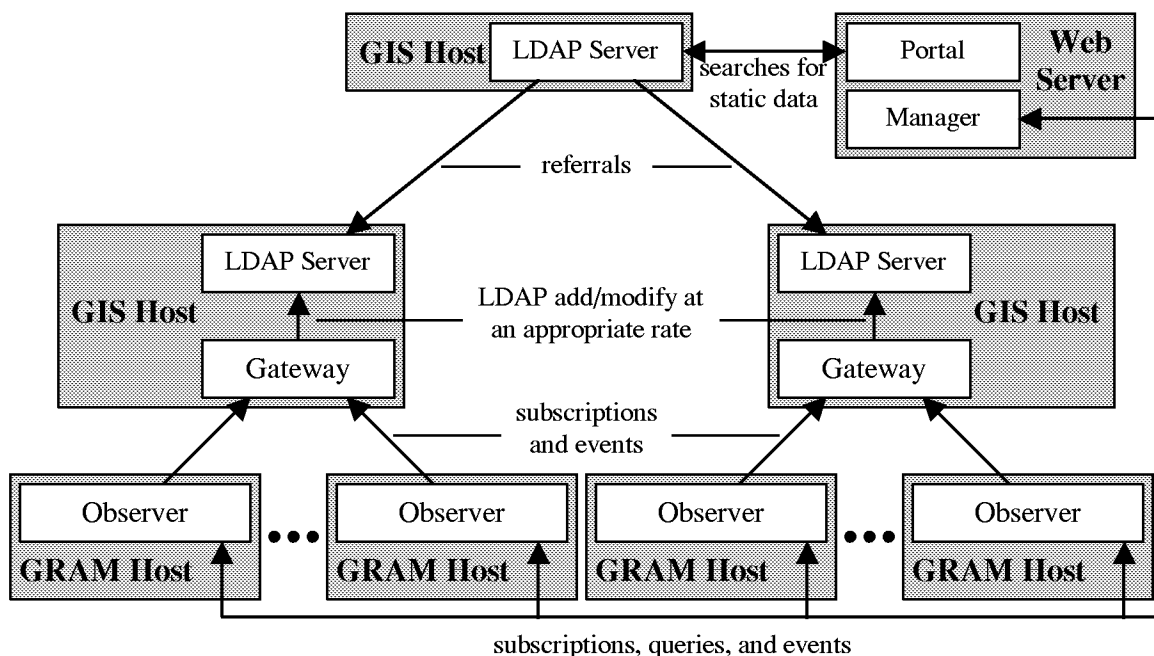 GIS Host
LDAP Server
Portal
Web
Server
searches for
static data
Manager
referrals
LDAP Server
LDAP Server
GIS Host
LDAP add/modify at
an appropriate rate
GIS Host
Gateway
Gateway
subscriptions
and events
Observer
Observer
Observer
Observer
GRAM Host
GRAM Host
GRAM Host
GRAM Host
subscriptions, queries, and events